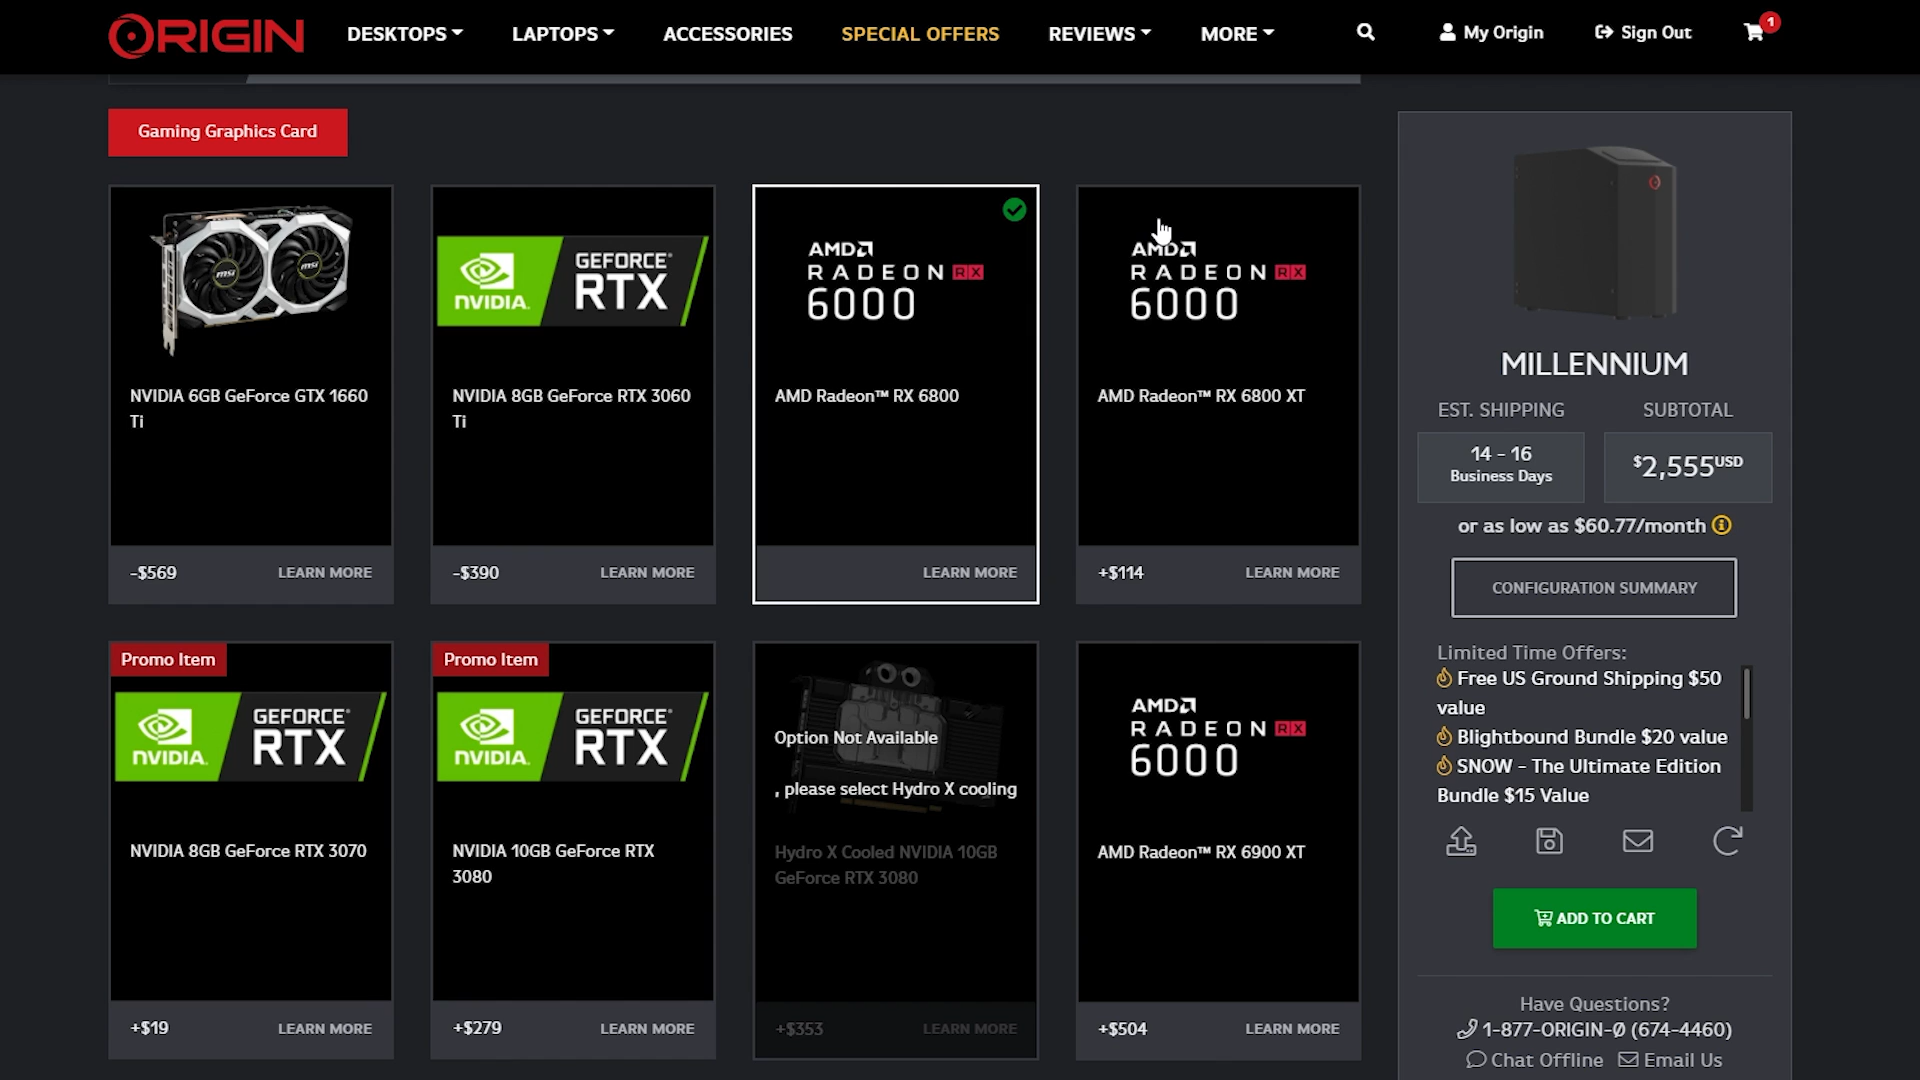 ORIGIN
DESKTOPS
LAPTOPS
ACCESSORIES
SPECIAL OFFERS
REVIEWS
MORE
My Origin
Sign Out
1
Gaming Graphics Card
msi
msi
NVIDIA 6GB GeForce GTX 1660
Ti
-$569
LEARN MORE
NVIDIA.
GEFORCE
RTX
NVIDIA 8GB GeForce RTX 3060
Ti
-$390
LEARN MORE
AMD
RADEON RX
6000
AMD Radeon™ RX 6800
LEARN MORE
AMD
RADEON RX
6000
AMD Radeon™ RX 6800 XT
+$114
LEARN MORE
Promo Item
NVIDIA.
GEFORCE
RTX
NVIDIA 8GB GeForce RTX 3070
+$19
LEARN MORE
Promo Item
NVIDIA.
GEFORCE
RTX
NVIDIA 10GB GeForce RTX
3080
+$279
LEARN MORE
Option Not Available
, please select Hydro X cooling
Hydro X Cooled NVIDIA 10GB
GeForce RTX 3080
+$353
LEARN MORE
AMD
RADEON RX
6000
AMD Radeon™ RX 6900 XT
+$504
LEARN MORE
MILLENNIUM
EST. SHIPPING
14 - 16
Business Days
SUBTOTAL
$2,555 USD
or as low as $60.77/month
CONFIGURATION SUMMARY
Limited Time Offers:
Free US Ground Shipping $50
value
Blightbound Bundle $20 value
SNOW - The Ultimate Edition
Bundle $15 Value
ADD TO CART
Have Questions?
1-877-ORIGIN-0 (674-4460)
Chat Offline
Email Us